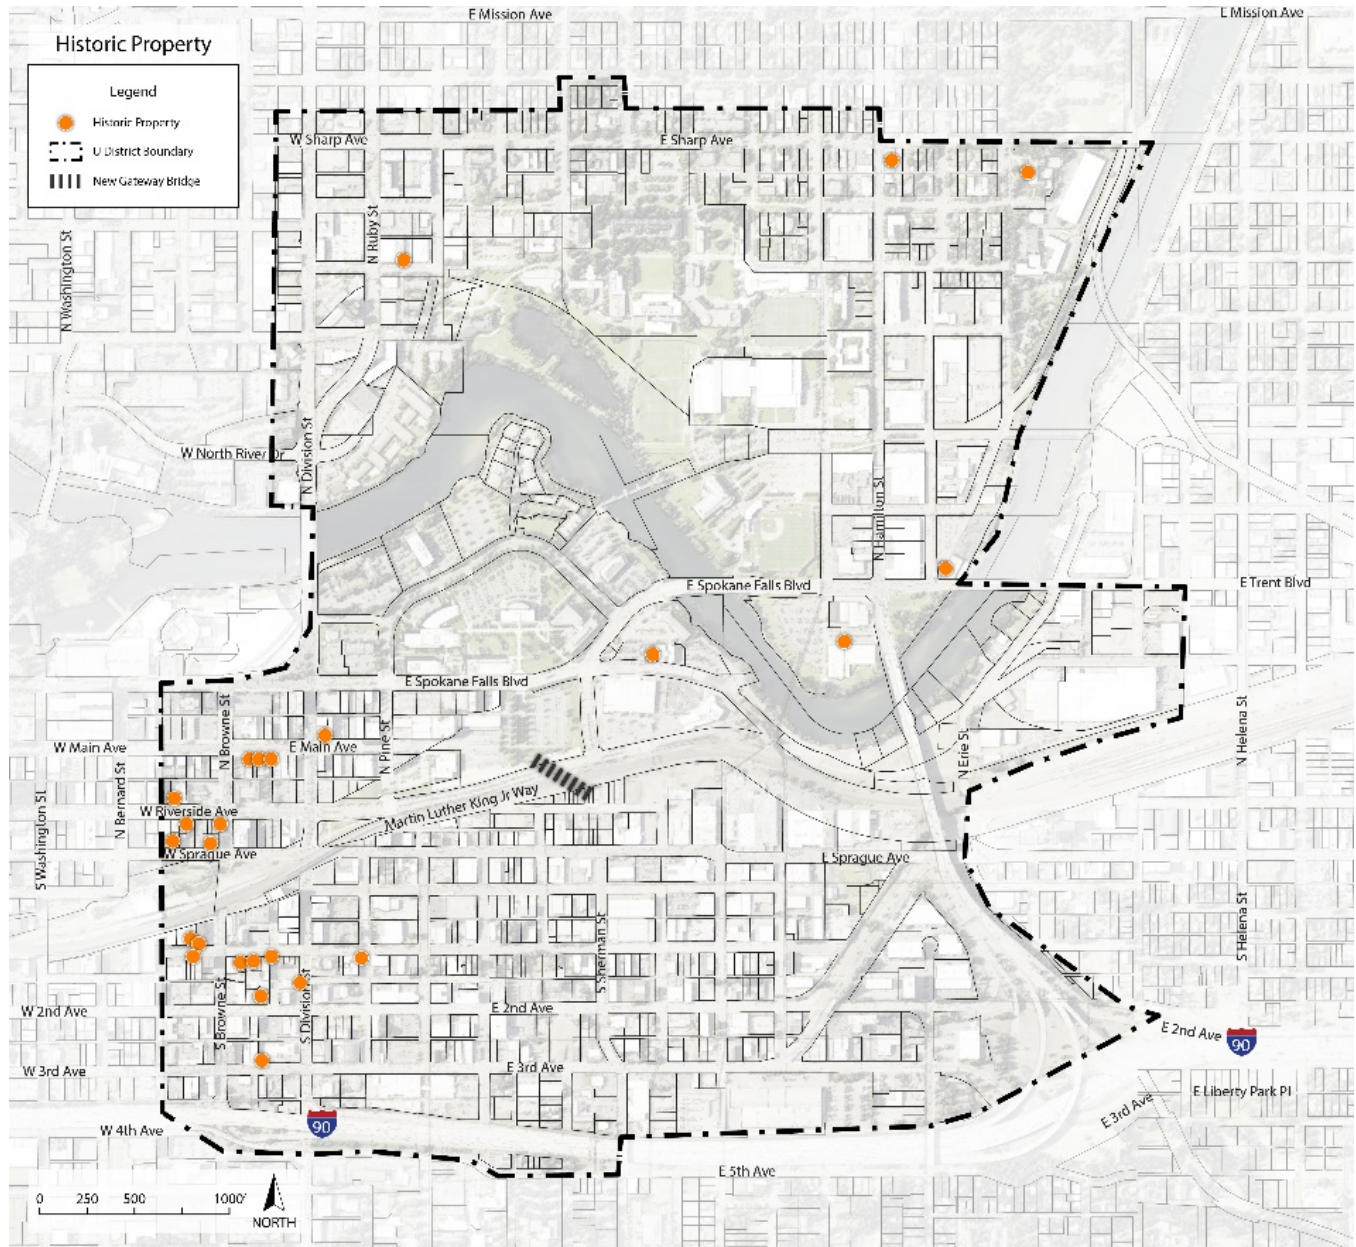 E Mission Ave
E Mission Ave
Historic Property
Legend
Historic Property
U District Boundary
New Gateway Bridge
W Sharp Ave
E Sharp Ave
N Washington St
N Ruby St
W North River Dr
N Division St
N Hamilton St
E Spokane Falls Blvd
E Trent Blvd
E Spokane Falls Blvd
N Browne St
N Pine St
W Main Ave
E Main Ave
N Erie St
N Helena St
N Bernard St
S Washington St
W Riverside Ave
Martin Luther King Jr Way
W Sprague Ave
E Sprague Ave
S Sherman St
S Helena St
S Browne St
S Division St
W 2nd Ave
E 2nd Ave
E 2nd Ave
90
W 3rd Ave
E 3rd Ave
E Liberty Park Pl
E 3rd Ave
90
W 4th Ave
E 5th Ave
0 250 500 1000'
NORTH